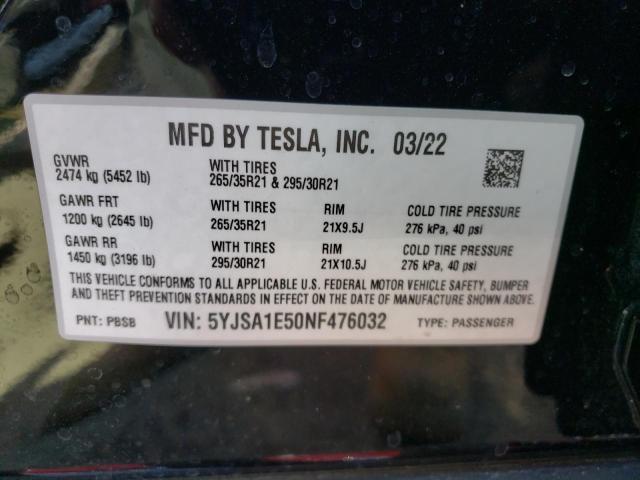 MFD BY TESLA, INC. 03/22
GVWR
2474 kg (5452 lb)
WITH TIRES
265/35R21 & 295/30R21
GAWR FRT
1200 kg (2645 lb)
WITH TIRES
265/35R21
RIM
21X9.5J
COLD TIRE PRESSURE
276 kPa, 40 psi
GAWR RR
1450 kg (3196 lb)
WITH TIRES
295/30R21
RIM
21X10.5J
COLD TIRE PRESSURE
276 kPa, 40 psi
THIS VEHICLE CONFORMS TO ALL APPLICABLE U.S. FEDERAL MOTOR VEHICLE SAFETY, BUMPER
AND THEFT PREVENTION STANDARDS IN EFFECT ON THE DATE OF MANUFACTURE SHOWN ABOVE.
PNT: PBSB VIN: 5YJSA1E50NF476032 TYPE: PASSENGER